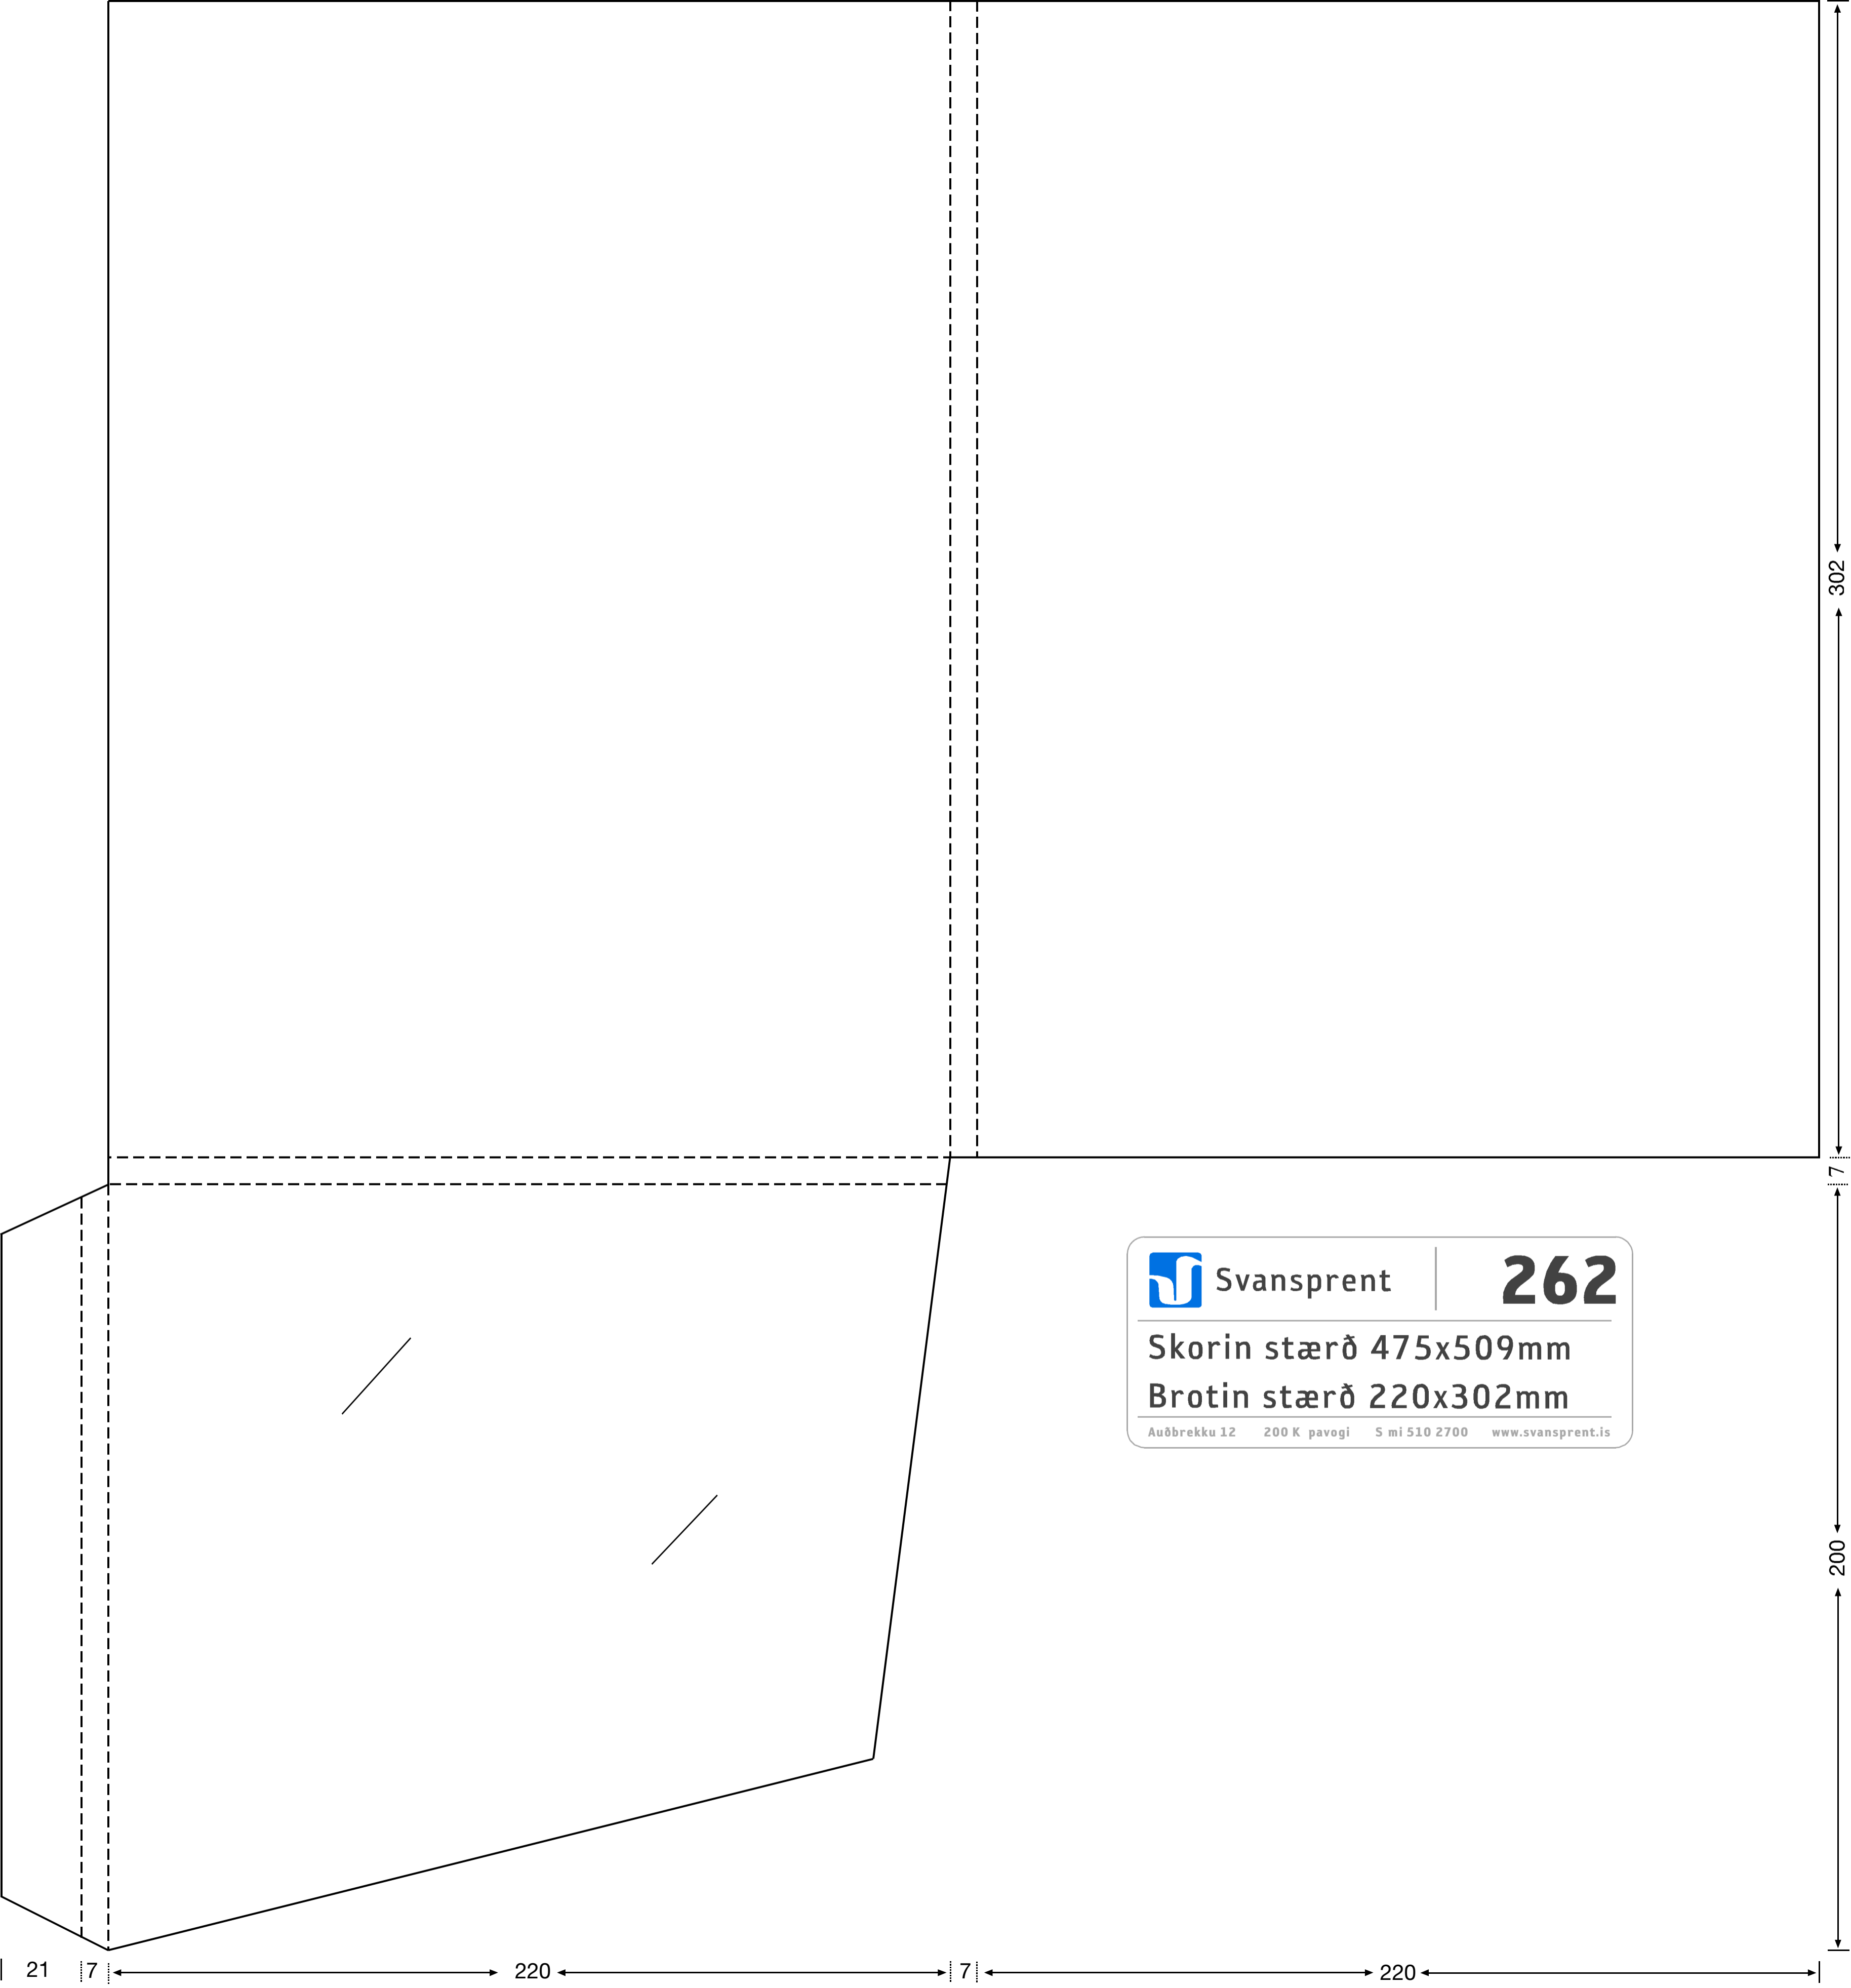 302
7
Svansprent
262
Skorin stærð 475x509mm
Brotin stærð 220x302mm
Auðbrekku 12 200 K pavogi S mi 510 2700 www.svansprent.is
200
21 7 220 7 220